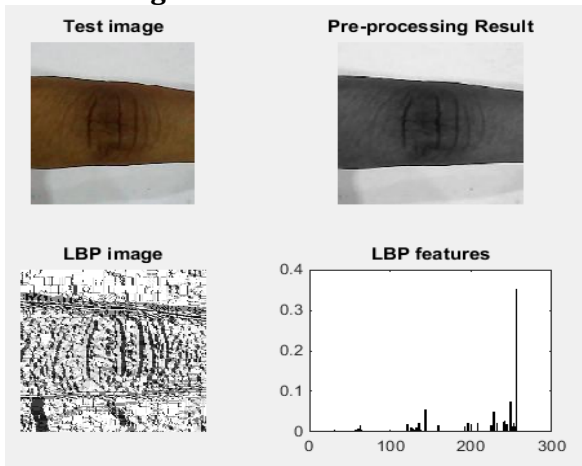 Test image
Pre-processing Result
LBP image
LBP features
0.4
0.3
0.2
0.1
0
0 100 200 300